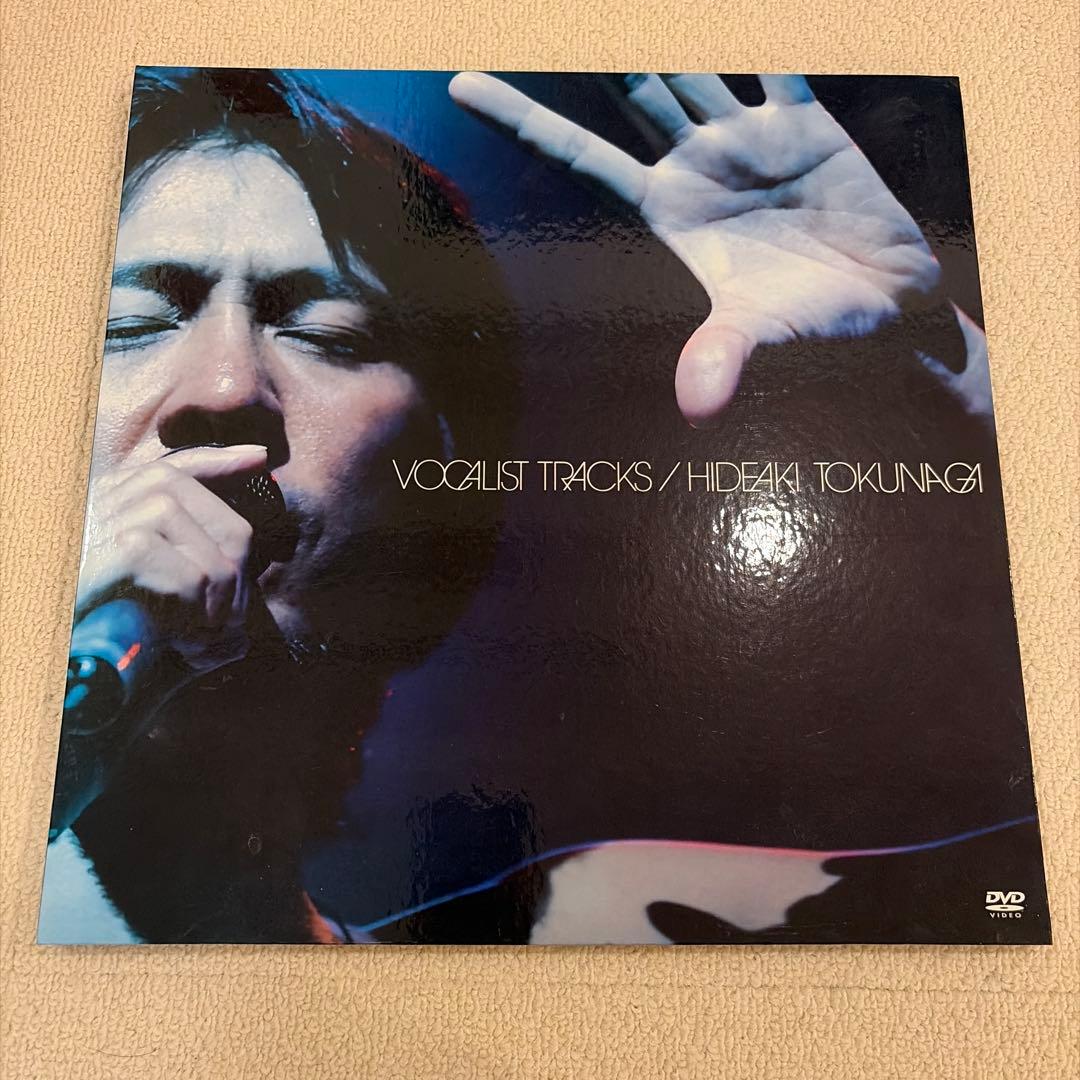 VOCALIST TRACKS / HIDEAKI TOKUNAGA
DVD
VIDEO